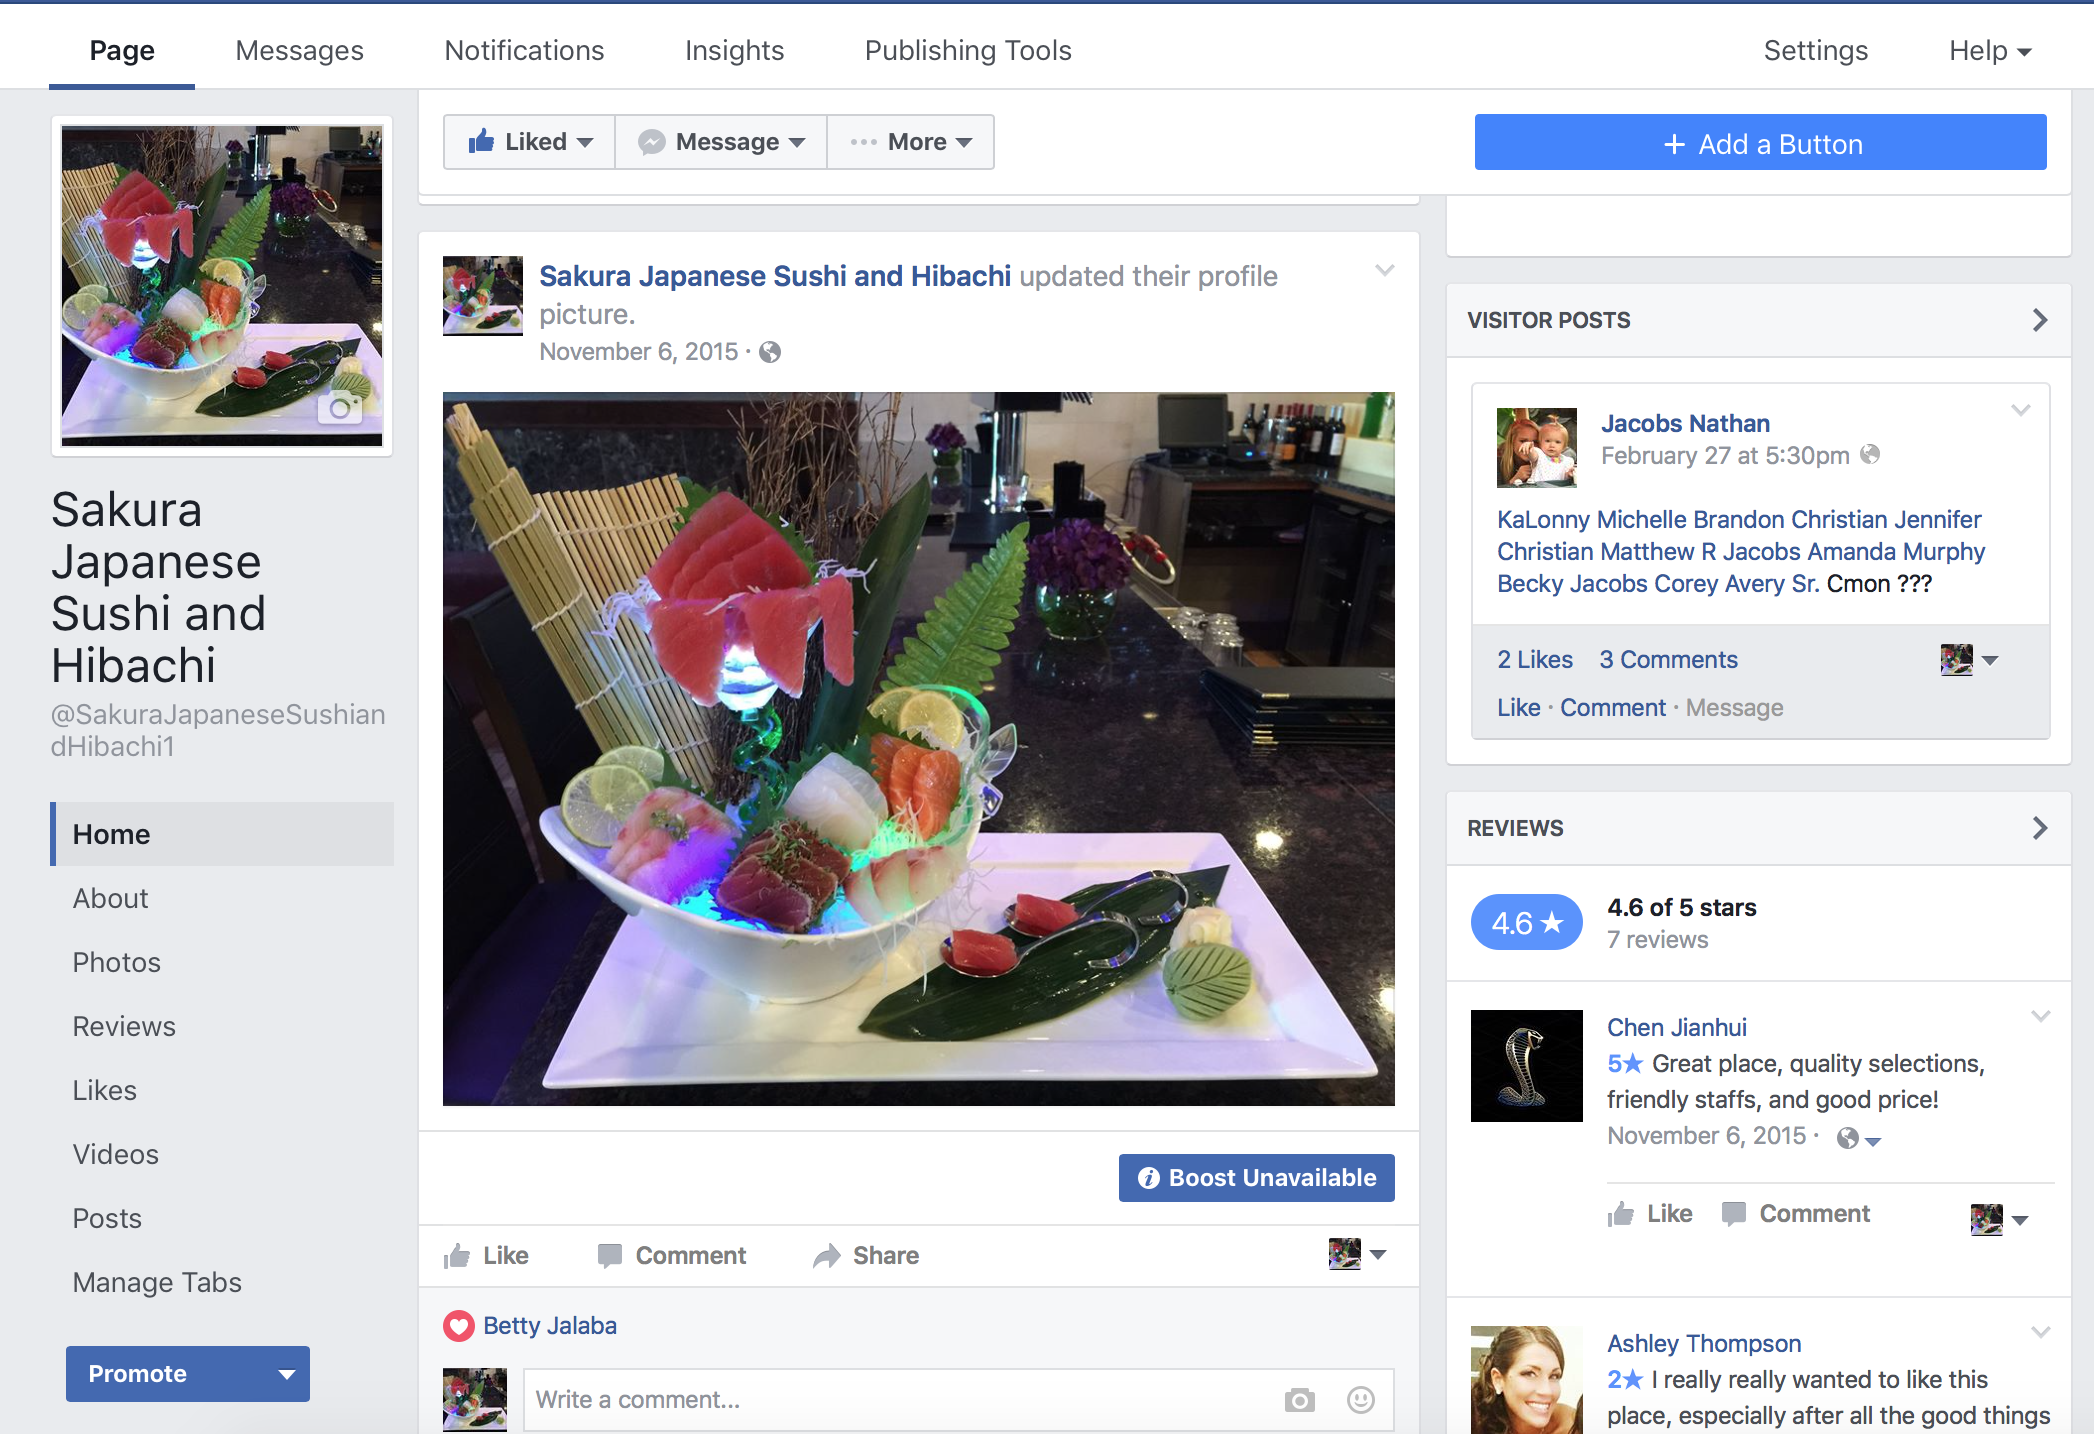 Page
Messages
Notifications
Insights
Publishing Tools
Settings
Help
Liked
Message
More
+ Add a Button
Sakura
Japanese
Sushi and
Hibachi
@SakuraJapaneseSushian
dHibachi1
Home
About
Photos
Reviews
Likes
Videos
Posts
Manage Tabs
Promote
Sakura Japanese Sushi and Hibachi updated their profile
picture.
November 6, 2015 ·
Boost Unavailable
Like
Comment
Share
Betty Jalaba
Write a comment...
VISITOR POSTS
Jacobs Nathan
February 27 at 5:30pm
KaLonny Michelle Brandon Christian Jennifer
Christian Matthew R Jacobs Amanda Murphy
Becky Jacobs Corey Avery Sr. Cmon ???
2 Likes 3 Comments
Like · Comment · Message
REVIEWS
4.6 ★
4.6 of 5 stars
7 reviews
Chen Jianhui
5★ Great place, quality selections,
friendly staffs, and good price!
November 6, 2015 ·
Like
Comment
Ashley Thompson
2★ I really really wanted to like this
place, especially after all the good things